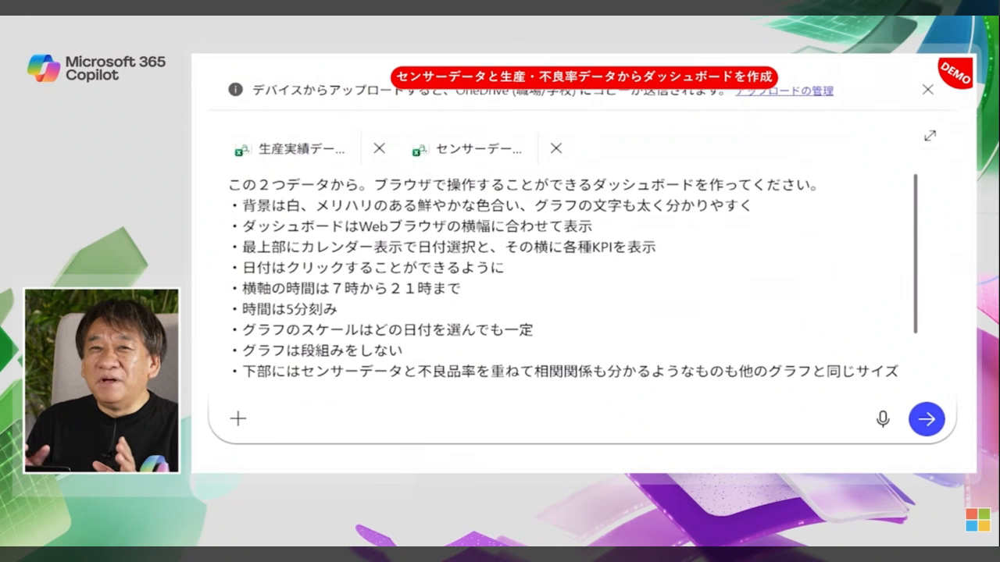 Microsoft 365
Copilot
センサーデータと生産・不良率データからダッシュボードを作成
DEMO
デバイスからアップロードすると、OneDrive (職場/学校) にコピーが送信されます。 アップロードの管理
生産実績デー...
センサーデー...
この２つデータから。ブラウザで操作することができるダッシュボードを作ってください。
・背景は白、メリハリのある鮮やかな色合い、グラフの文字も太く分かりやすく
・ダッシュボードはWebブラウザの横幅に合わせて表示
・最上部にカレンダー表示で日付選択と、その横に各種KPIを表示
・日付はクリックすることができるように
・横軸の時間は７時から２１時まで
・時間は5分刻み
・グラフのスケールはどの日付を選んでも一定
・グラフは段組みをしない
・下部にはセンサーデータと不良品率を重ねて相関関係も分かるようなものも他のグラフと同じサイズ